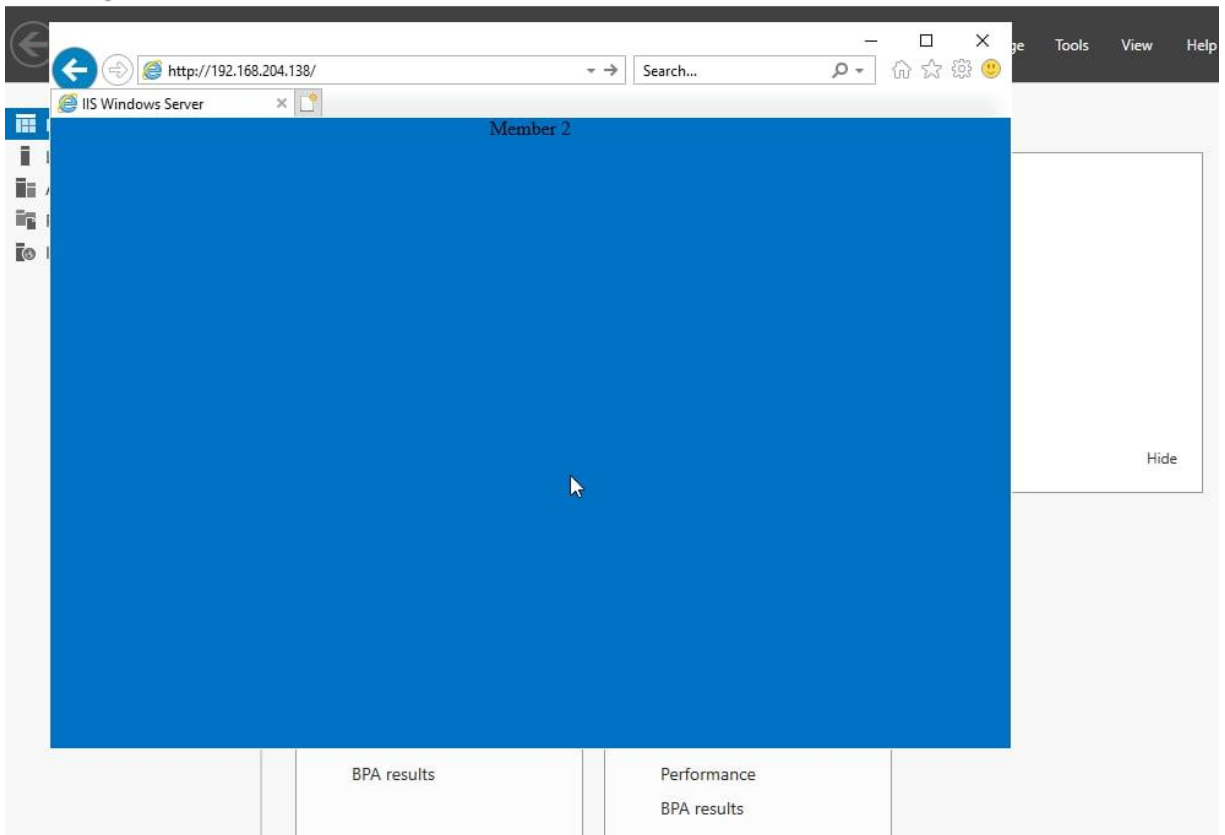 ge Tools View Help
http://192.168.204.138/ Search...
IIS Windows Server
Member 2
Hide
BPA results
Performance
BPA results